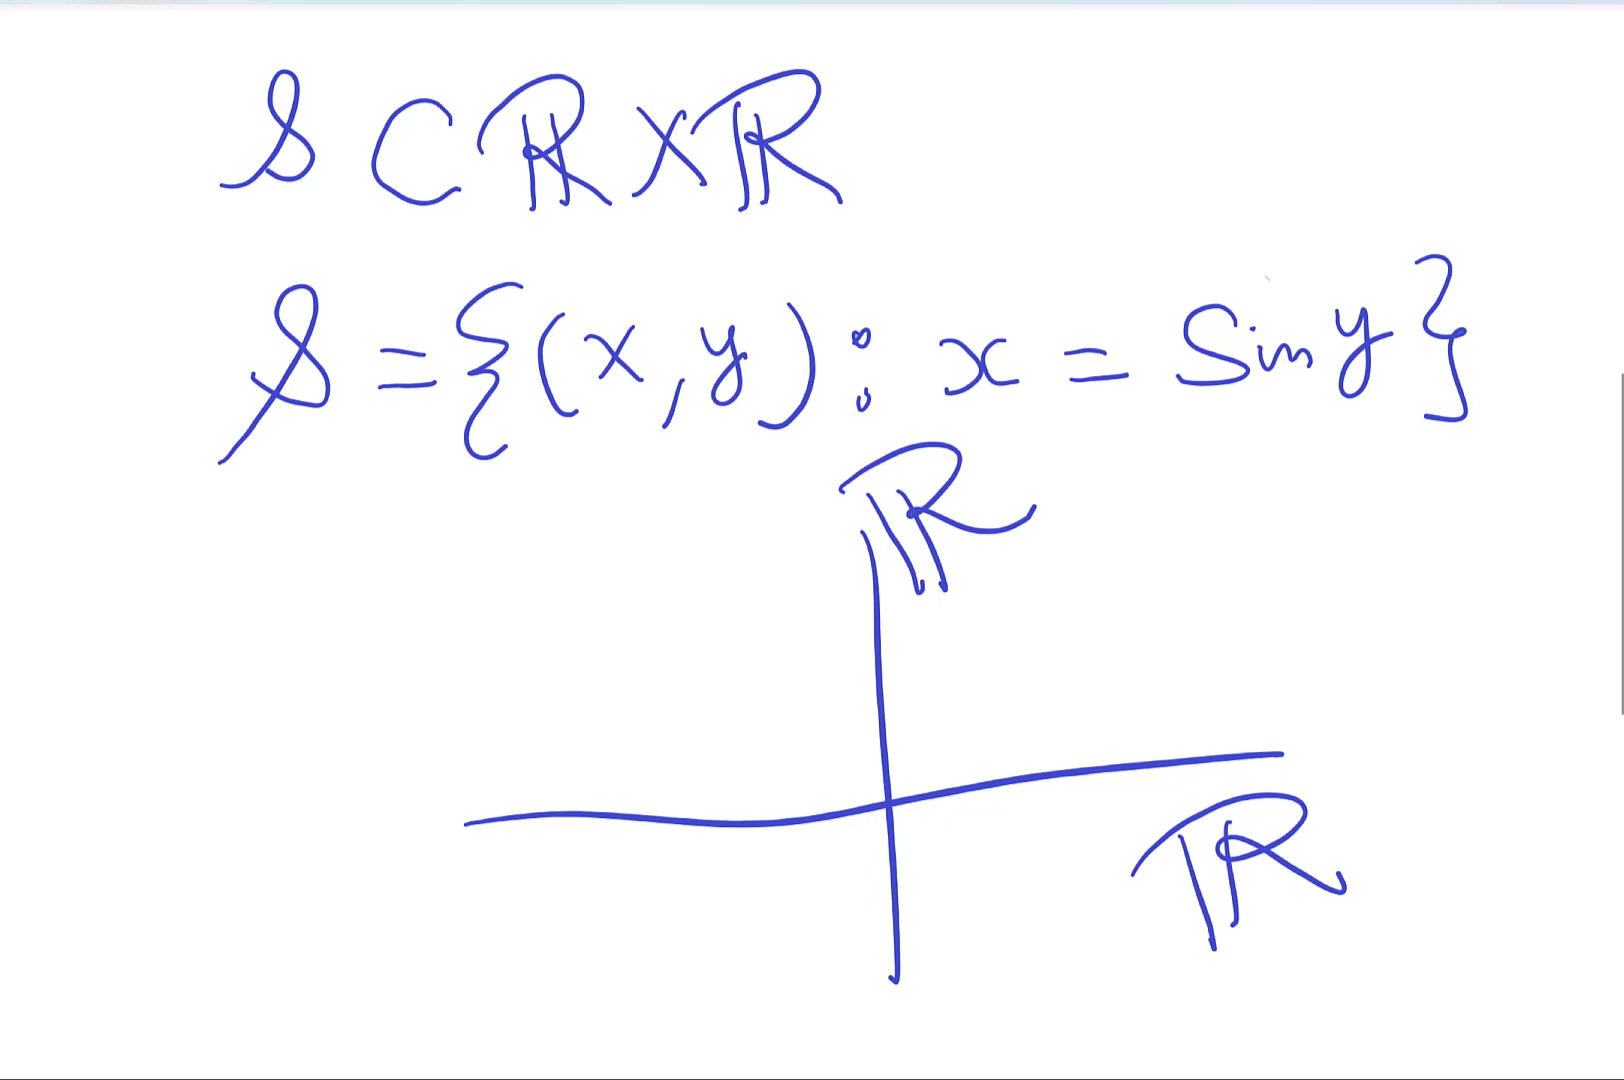 S ⊂ ℝ × ℝ
S = {(x, y) : x = Sin y}
ℝ
ℝ